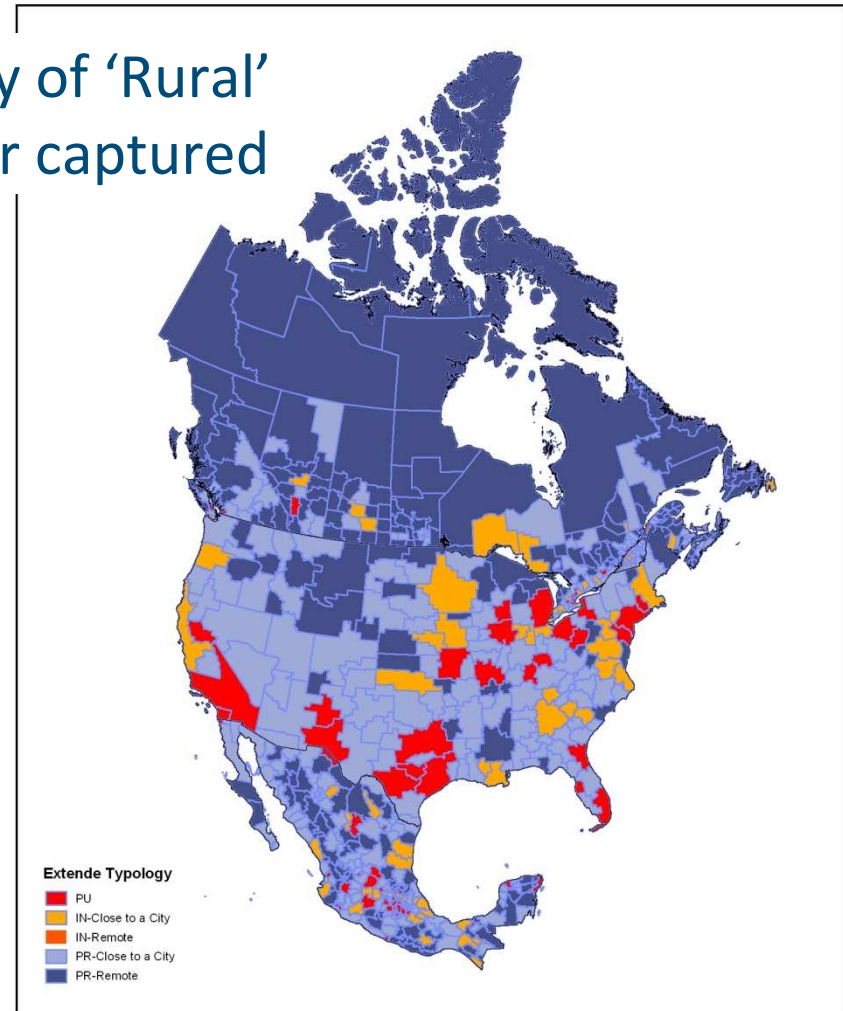 y of ‘Rural’
r captured
Extende Typology
PU
IN-Close to a City
IN-Remote
PR-Close to a City
PR-Remote